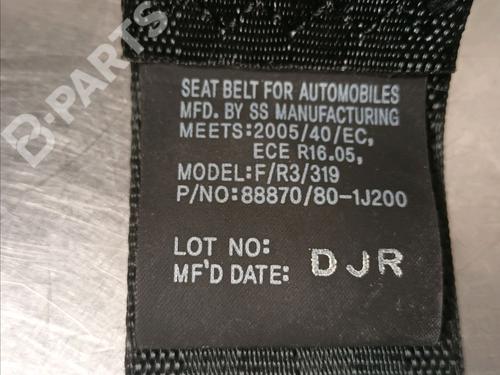 B-PARTS
SEAT BELT FOR AUTOMOBILES
MFD. BY SS MANUFACTURING
MEETS:2005/40/EC,
ECE R16.05,
MODEL:F/R3/319
P/NO:88870/80-1J200
LOT NO:
MF'D DATE: DJR